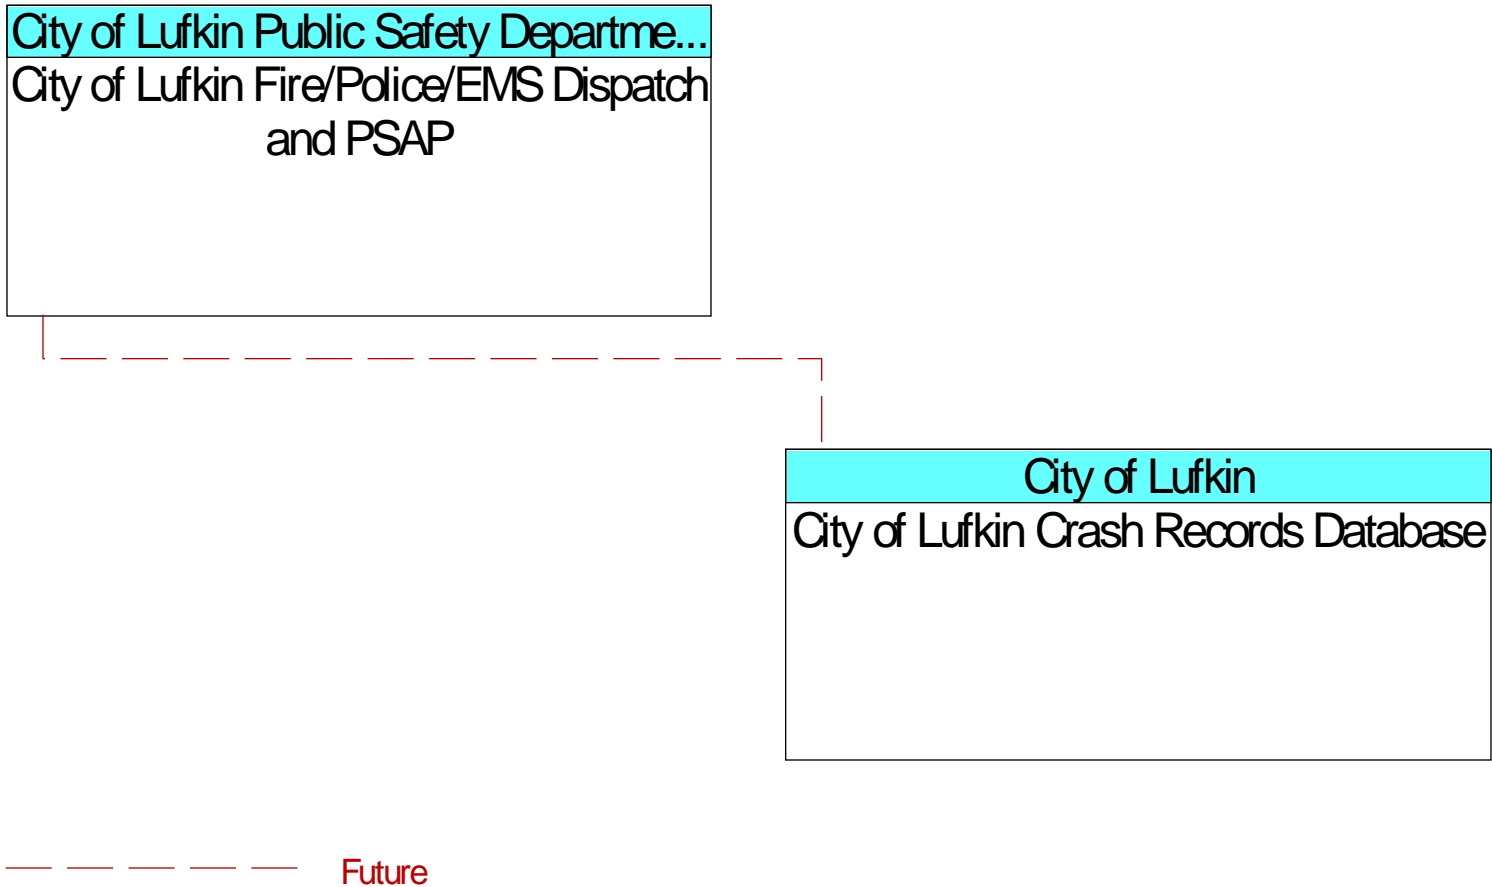 City of Lufkin Public Safety Departme...
City of Lufkin Fire/Police/EMS Dispatch
and PSAP
City of Lufkin
City of Lufkin Crash Records Database
Future